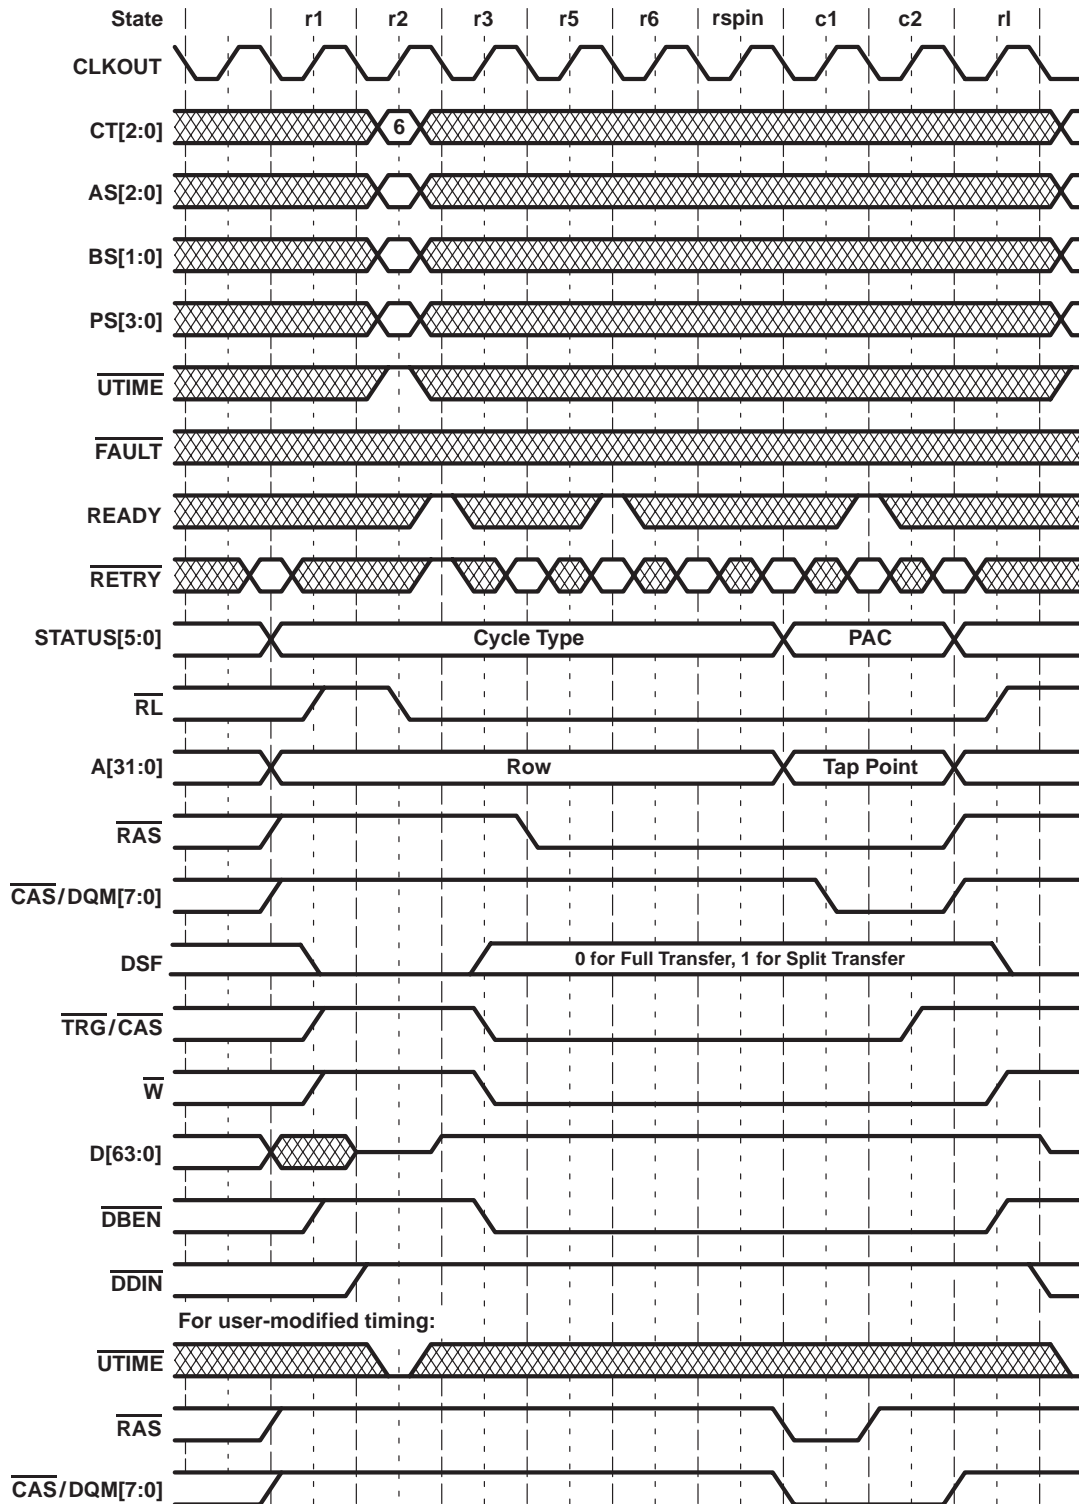 State r1 r2 r3 r5 r6 rspin c1 c2 rl
CLKOUT
CT[2:0] 6
AS[2:0]
BS[1:0]
PS[3:0]
UTIME
FAULT
READY
RETRY
STATUS[5:0] Cycle Type PAC
RL
A[31:0] Row Tap Point
RAS
CAS/DQM[7:0]
DSF 0 for Full Transfer, 1 for Split Transfer
TRG/CAS
W
D[63:0]
DBEN
DDIN
For user-modified timing:
UTIME
RAS
CAS/DQM[7:0]